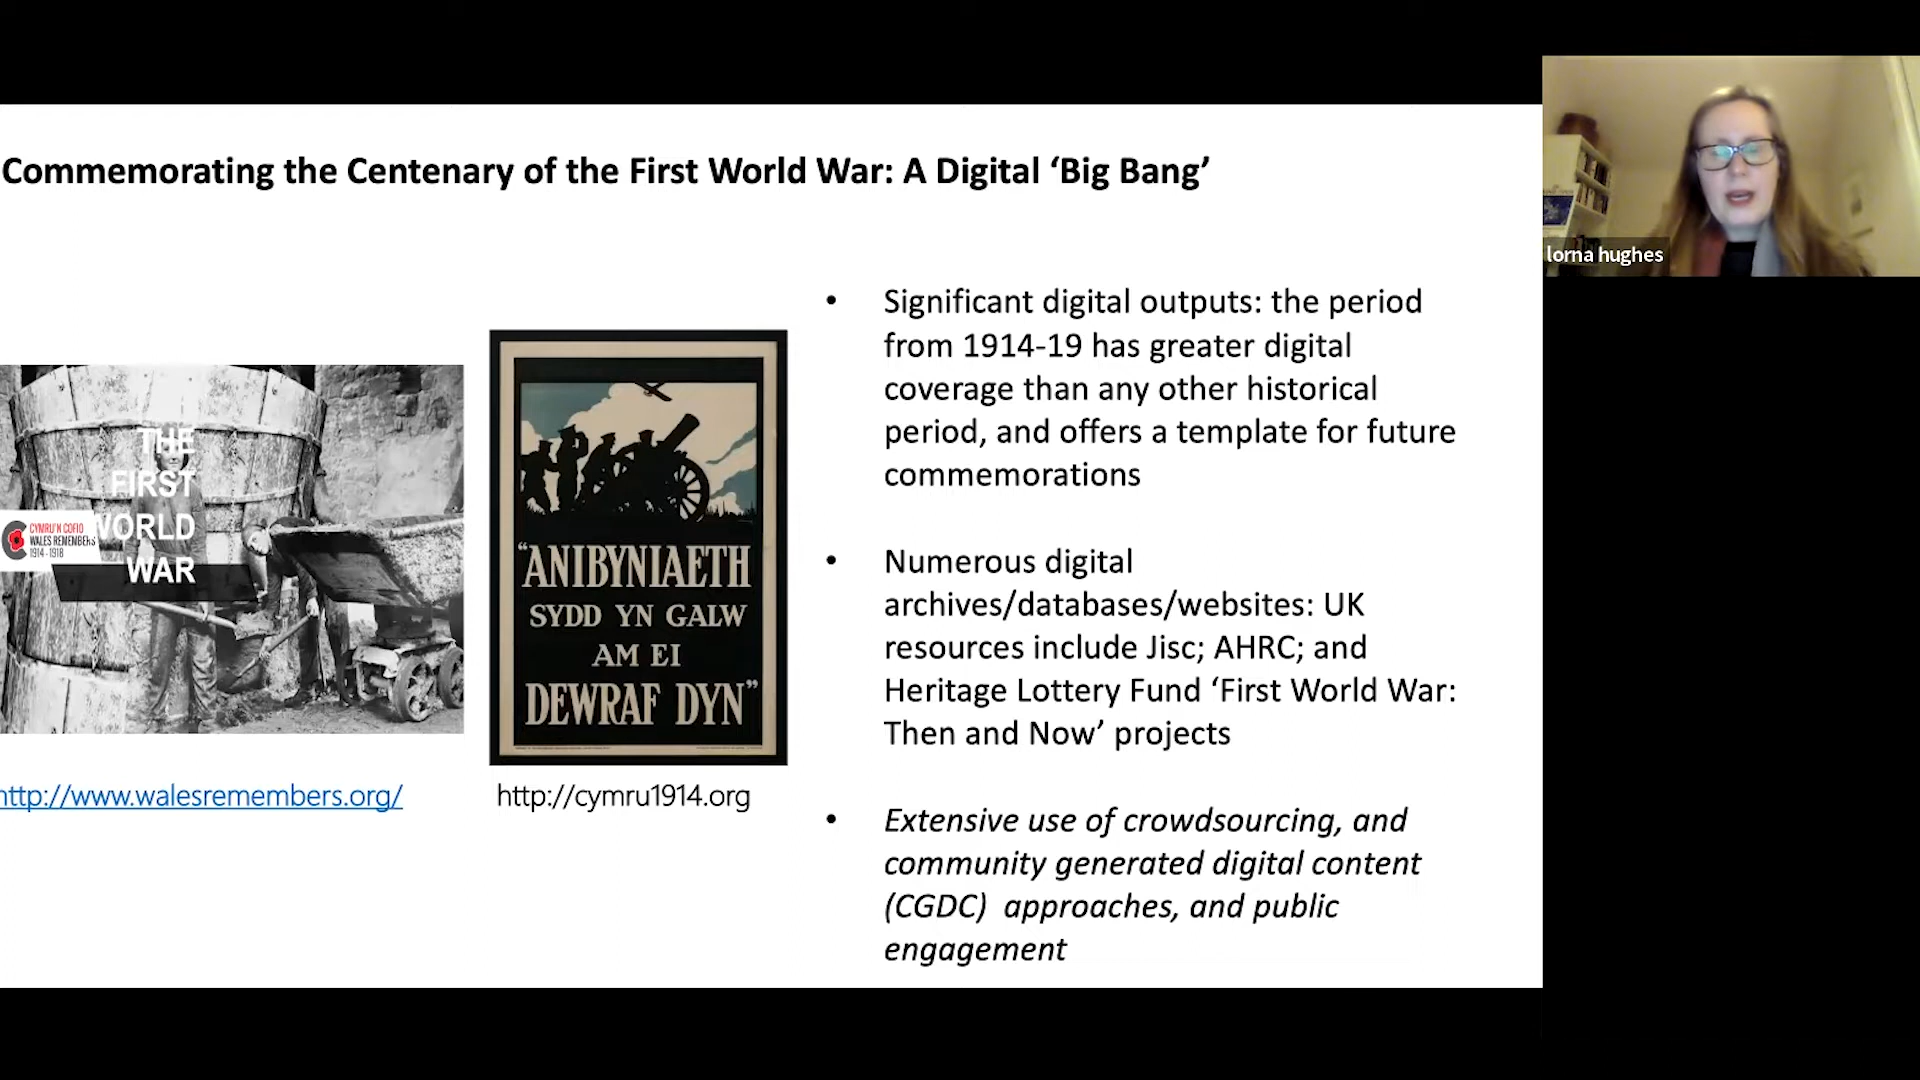 Commemorating the Centenary of the First World War: A Digital ‘Big Bang’
lorna hughes
• Significant digital outputs: the period
from 1914-19 has greater digital
coverage than any other historical
period, and offers a template for future
commemorations
• Numerous digital
archives/databases/websites: UK
resources include Jisc; AHRC; and
Heritage Lottery Fund ‘First World War:
Then and Now’ projects
• Extensive use of crowdsourcing, and
community generated digital content
(CGDC)  approaches, and public
engagement
THE
FIRST
WORLD
WAR
CYMRU'N COFIO
WALES REMEMBERS
1914-1918
http://www.walesremembers.org/
“ANIBYNIAETH
SYDD YN GALW
AM EI
DEWRAF DYN”
http://cymru1914.org